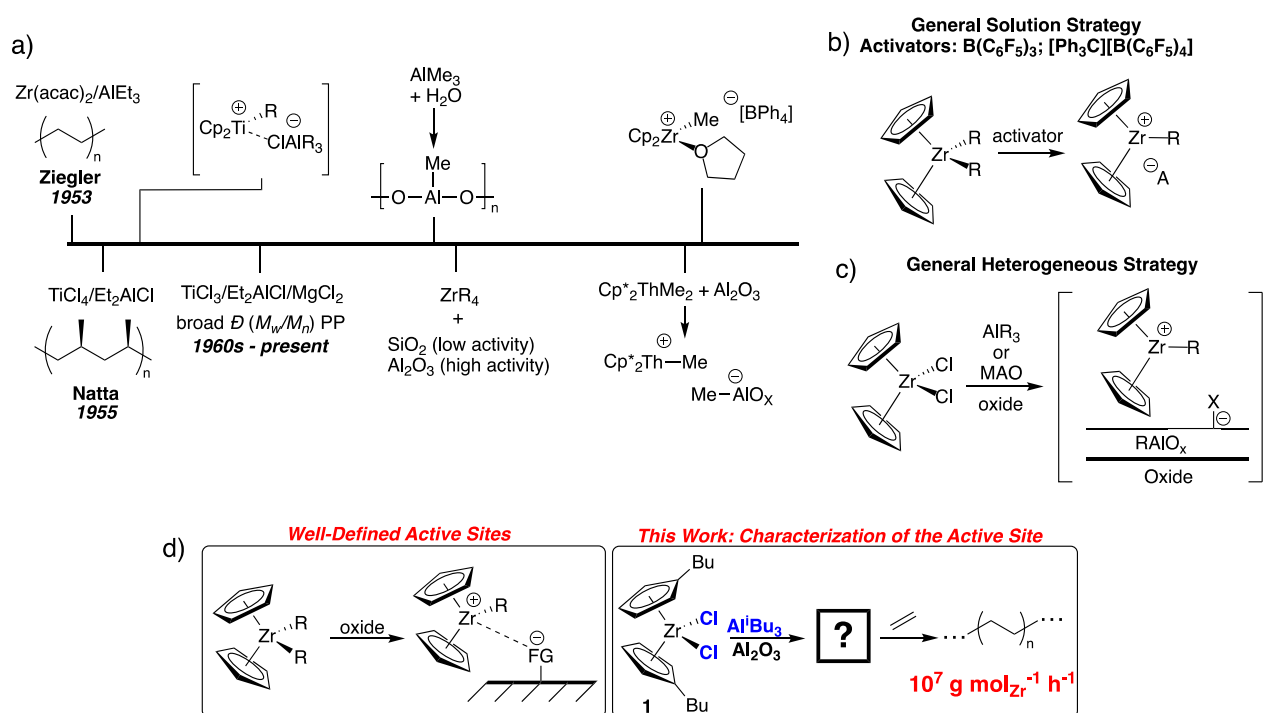 a)
Zr(acac)₂/AlEt₃
n
Ziegler
1953
⊕
Cp₂Ti
R
⊖
ClAlR₃
AlMe₃
+ H₂O
Me
O Al O
n
⊕
Cp₂Zr
Me
O
⊖
[BPh₄]
TiCl₄/Et₂AlCl
n
Natta
1955
TiCl₃/Et₂AlCl/MgCl₂
broad Đ (Mw/Mn) PP
1960s - present
ZrR₄
+
SiO₂ (low activity)
Al₂O₃ (high activity)
Cp*₂ThMe₂ + Al₂O₃
⊕
Cp*₂Th–Me
⊖
Me–AlOₓ
b)
General Solution Strategy
Activators: B(C₆F₅)₃; [Ph₃C][B(C₆F₅)₄]
Zr
R
R
activator
⊕
Zr–R
⊖
A
c)
General Heterogeneous Strategy
Zr
Cl
Cl
AlR₃
or
MAO
oxide
⊕
Zr–R
X
⊖
RAlOₓ
Oxide
d)
Well-Defined Active Sites
Zr
R
R
oxide
⊕
Zr
R
⊖
FG
This Work: Characterization of the Active Site
Bu
Zr
Cl
Cl
Bu
1
AlⁱBu₃
Al₂O₃
?
n
10⁷ g molZr⁻¹ h⁻¹